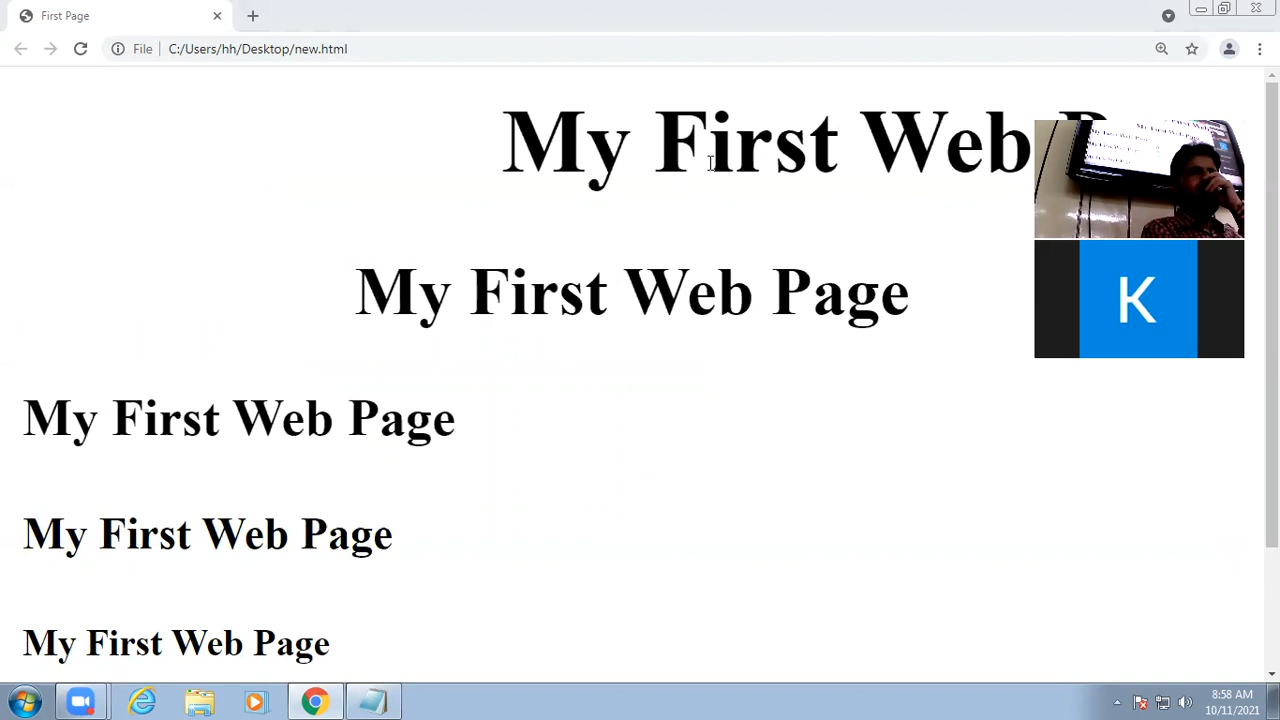 First Page
File C:/Users/hh/Desktop/new.html
My First Web
My First Web Page
K
My First Web Page
My First Web Page
My First Web Page
8:58 AM
10/11/2021